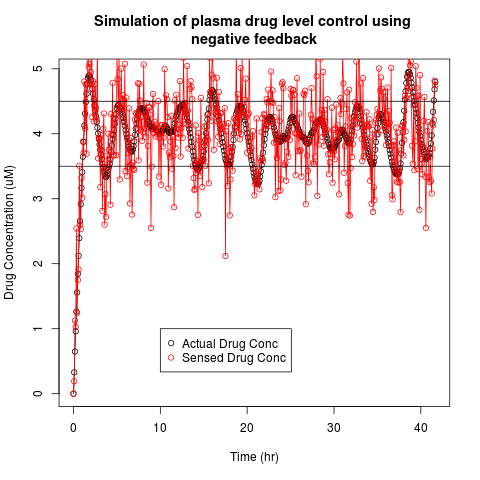 Simulation of plasma drug level control using
negative feedback
Drug Concentration (uM)
5
4
3
2
1
0
Actual Drug Conc
Sensed Drug Conc
0 10 20 30 40
Time (hr)